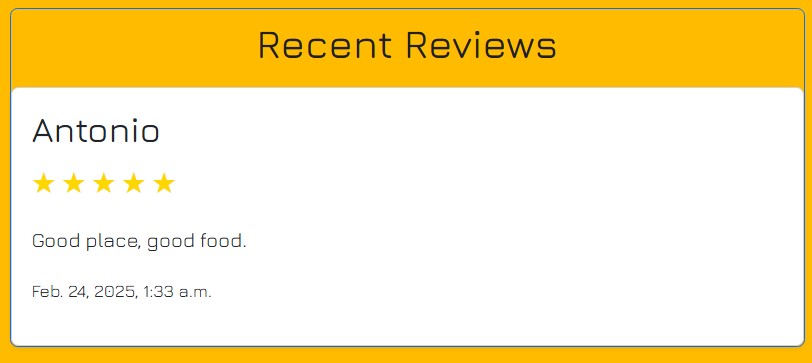 Recent Reviews
Antonio
★ ★ ★ ★ ★
Good place, good food.
Feb. 24, 2025, 1:33 a.m.